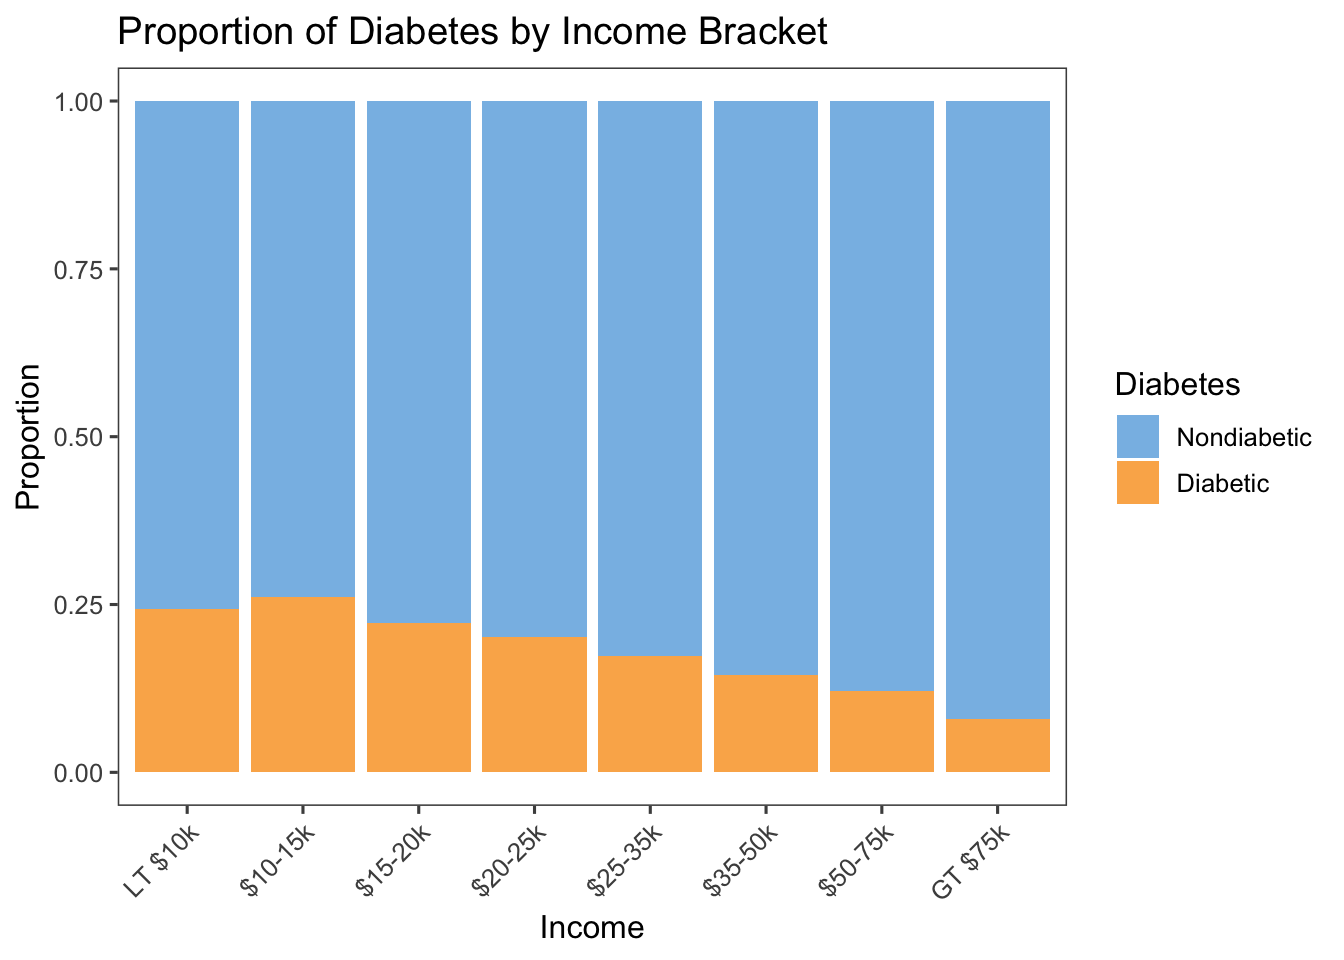 Proportion of Diabetes by Income Bracket
1.00
0.75
0.50
0.25
0.00
Proportion
LT $10k
$10-15k
$15-20k
$20-25k
$25-35k
$35-50k
$50-75k
GT $75k
Income
Diabetes
Nondiabetic
Diabetic